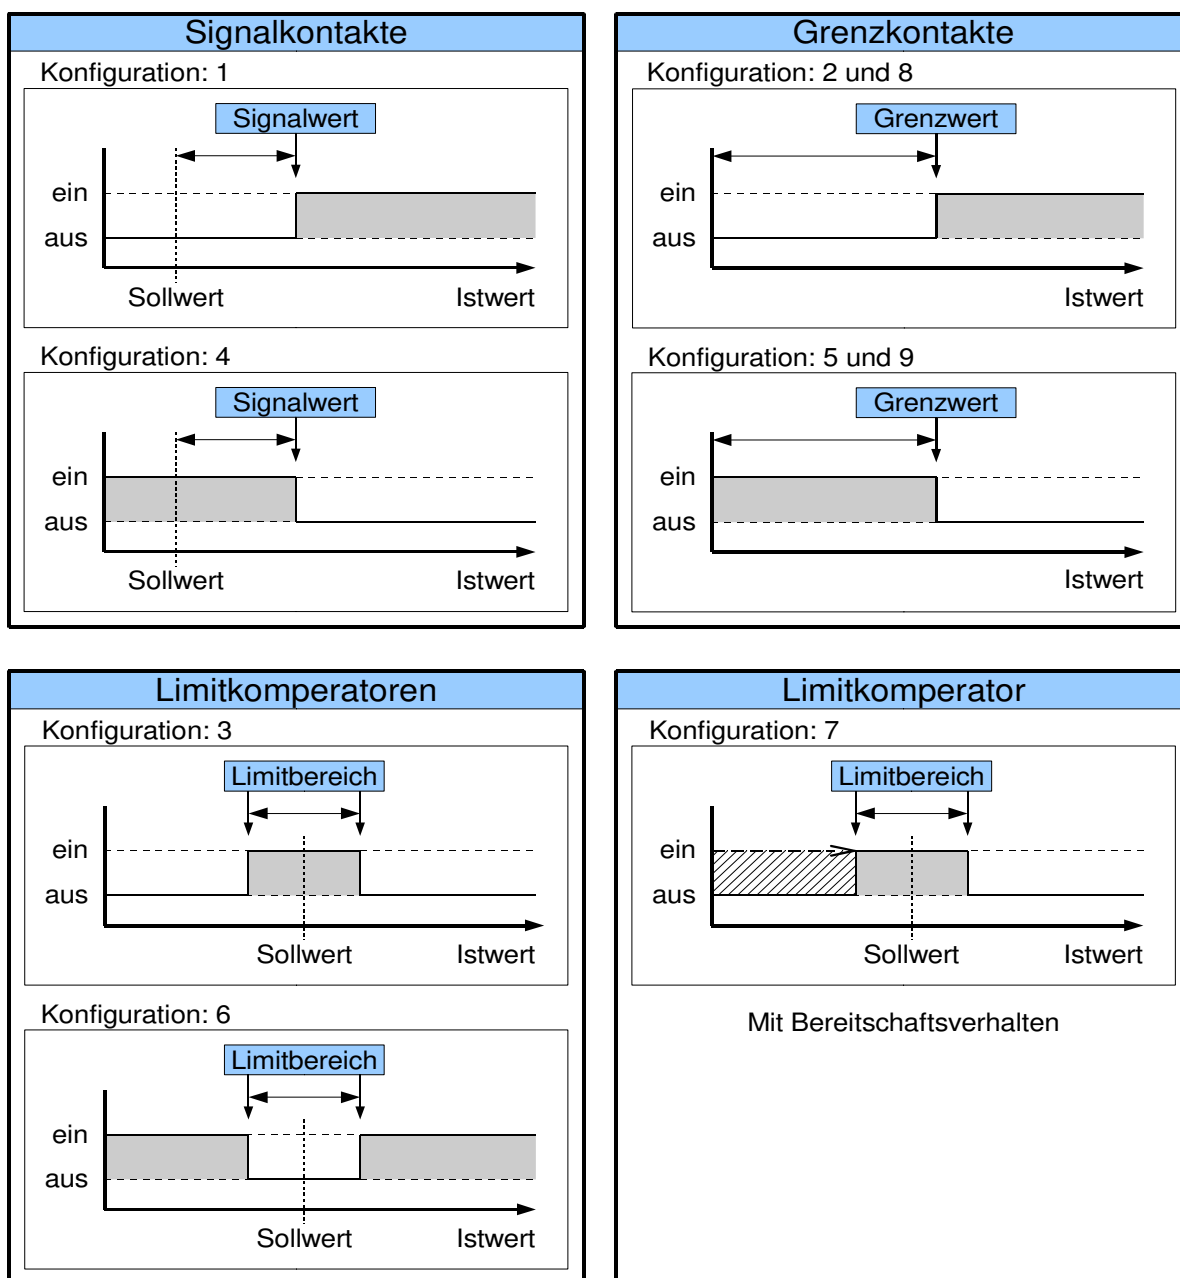 Signalkontakte
Konfiguration: 1
Signalwert
ein
aus
Sollwert
Istwert
Konfiguration: 4
Signalwert
ein
aus
Sollwert
Istwert
Grenzkontakte
Konfiguration: 2 und 8
Grenzwert
ein
aus
Istwert
Konfiguration: 5 und 9
Grenzwert
ein
aus
Istwert
Limitkomperatoren
Konfiguration: 3
Limitbereich
ein
aus
Sollwert
Istwert
Konfiguration: 6
Limitbereich
ein
aus
Sollwert
Istwert
Limitkomperator
Konfiguration: 7
Limitbereich
ein
aus
Sollwert
Istwert
Mit Bereitschaftsverhalten